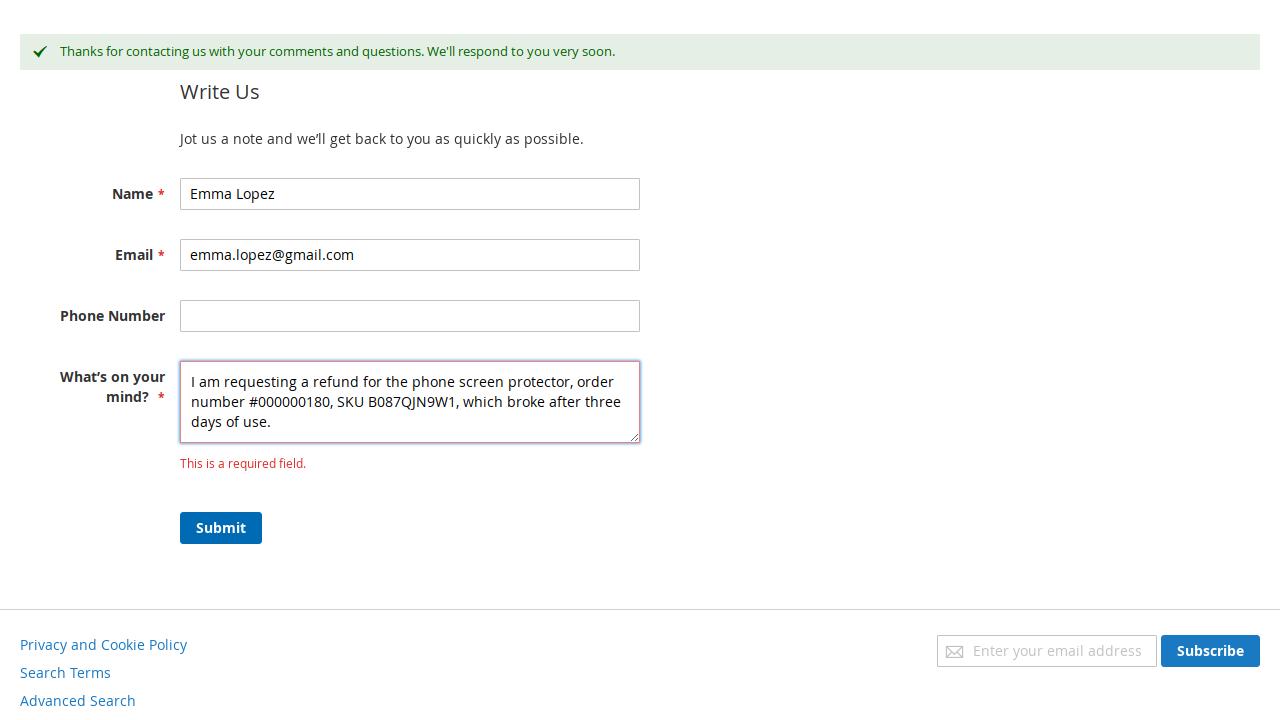 Thanks for contacting us with your comments and questions. We'll respond to you very soon.
Write Us
Jot us a note and we’ll get back to you as quickly as possible.
Name *
Emma Lopez
Email *
emma.lopez@gmail.com
Phone Number
What’s on your
mind? *
I am requesting a refund for the phone screen protector, order
number #000000180, SKU B087QJN9W1, which broke after three
days of use.
This is a required field.
Submit
Privacy and Cookie Policy
Search Terms
Advanced Search
Enter your email address
Subscribe